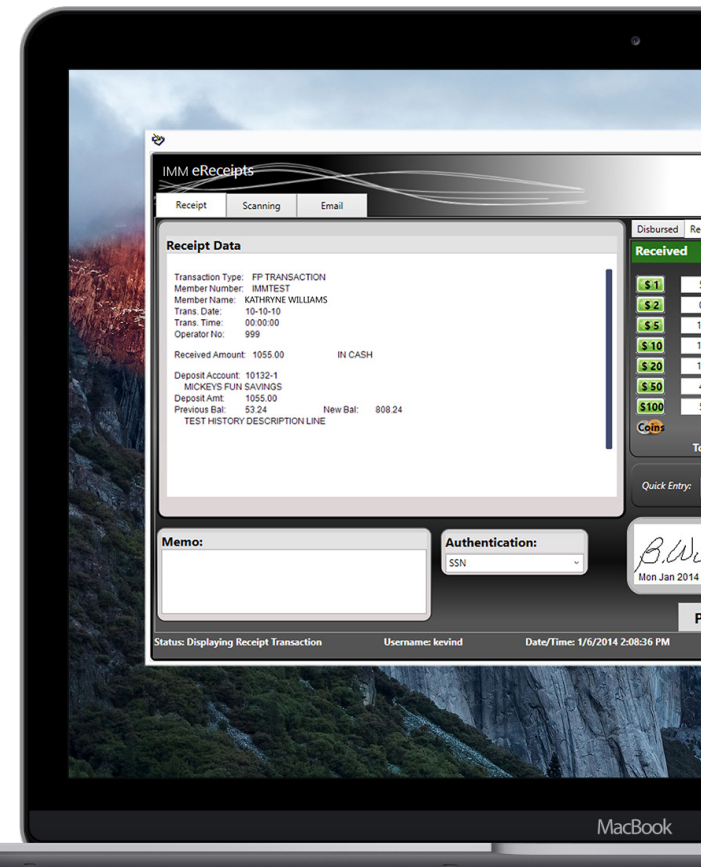 IMM eReceipts
Receipt Scanning Email
Receipt Data
Transaction Type: FP TRANSACTION
Member Number: IMMTEST
Member Name: KATHRYNE WILLIAMS
Trans. Date: 10-10-10
Trans. Time: 00:00:00
Operator No: 999
Received Amount: 1055.00 IN CASH
Deposit Account: 10132-1
MICKEYS FUN SAVINGS
Deposit Amt: 1055.00
Previous Bal: 53.24 New Bal: 808.24
TEST HISTORY DESCRIPTION LINE
Disbursed Re
Received
$ 1
$ 2
$ 5
$ 10
$ 20
$ 50
$100
Coins
To
Quick Entry:
Memo:
Authentication:
SSN
B.Wi
Mon Jan 2014
P
Status: Displaying Receipt Transaction Username: kevind Date/Time: 1/6/2014 2:08:36 PM
MacBook